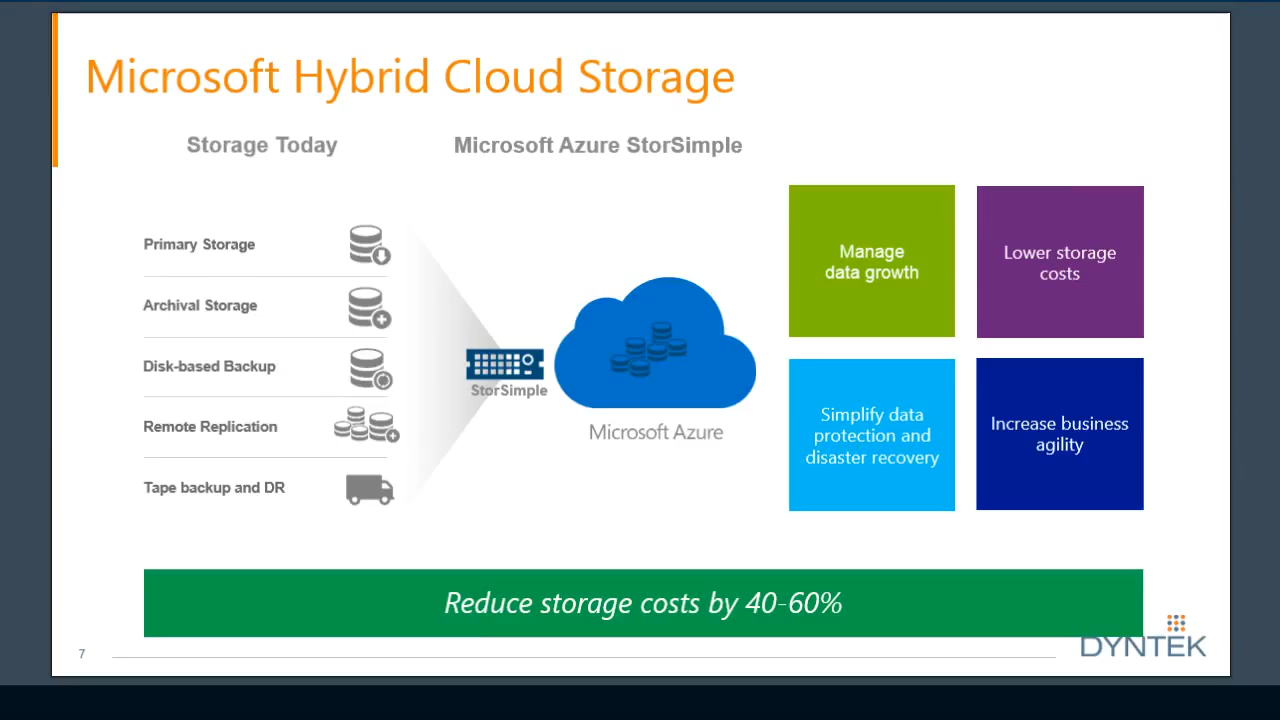 Microsoft Hybrid Cloud Storage
Storage Today
Microsoft Azure StorSimple
Primary Storage
Archival Storage
Disk-based Backup
Remote Replication
Tape backup and DR
StorSimple
Microsoft Azure
Manage
data growth
Lower storage
costs
Simplify data
protection and
disaster recovery
Increase business
agility
Reduce storage costs by 40-60%
7
DYNTEK